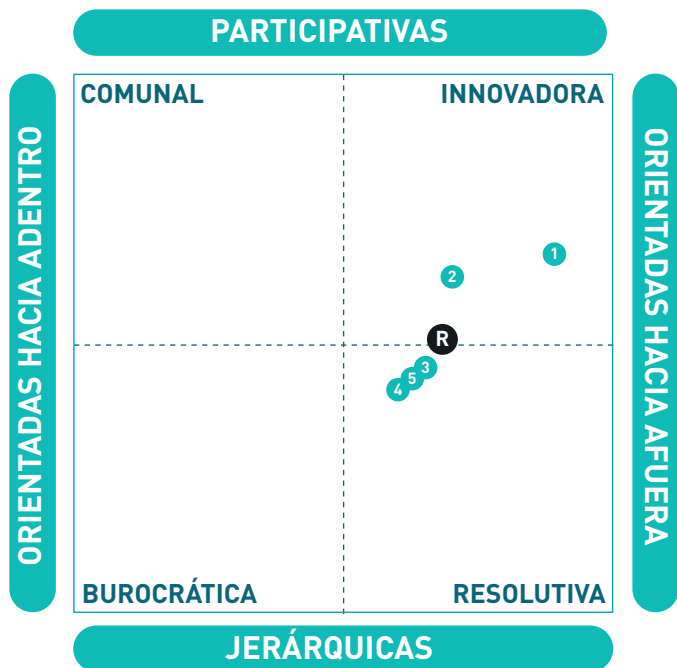 PARTICIPATIVAS
ORIENTADAS HACIA ADENTRO
COMUNAL
INNOVADORA
ORIENTADAS HACIA AFUERA
1
2
R
3
5
4
BUROCRÁTICA
RESOLUTIVA
JERÁRQUICAS